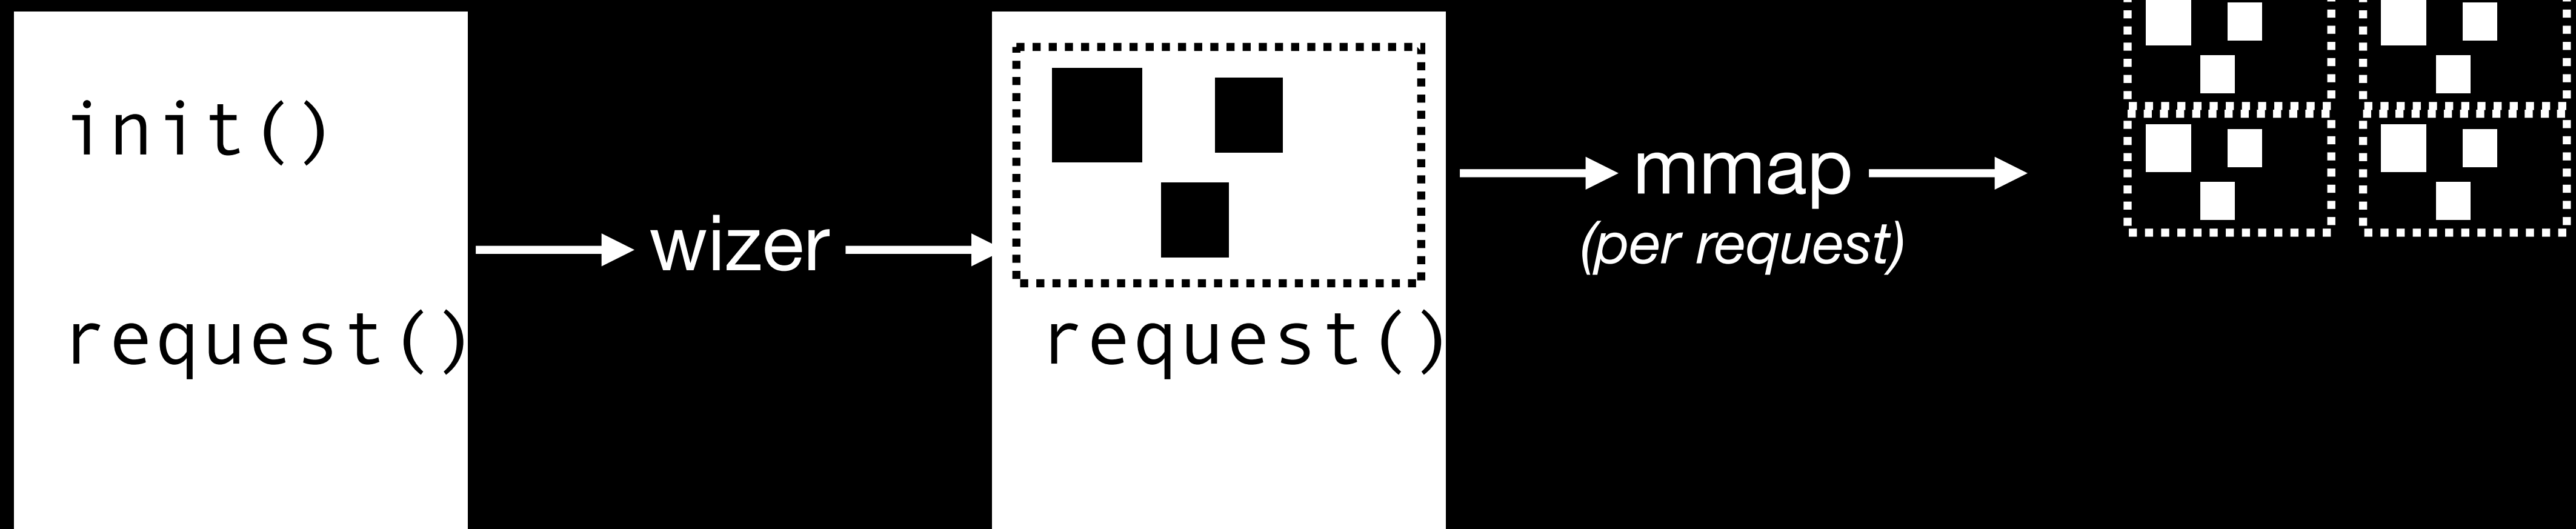 init()
request()
wizer
request()
mmap
(per request)